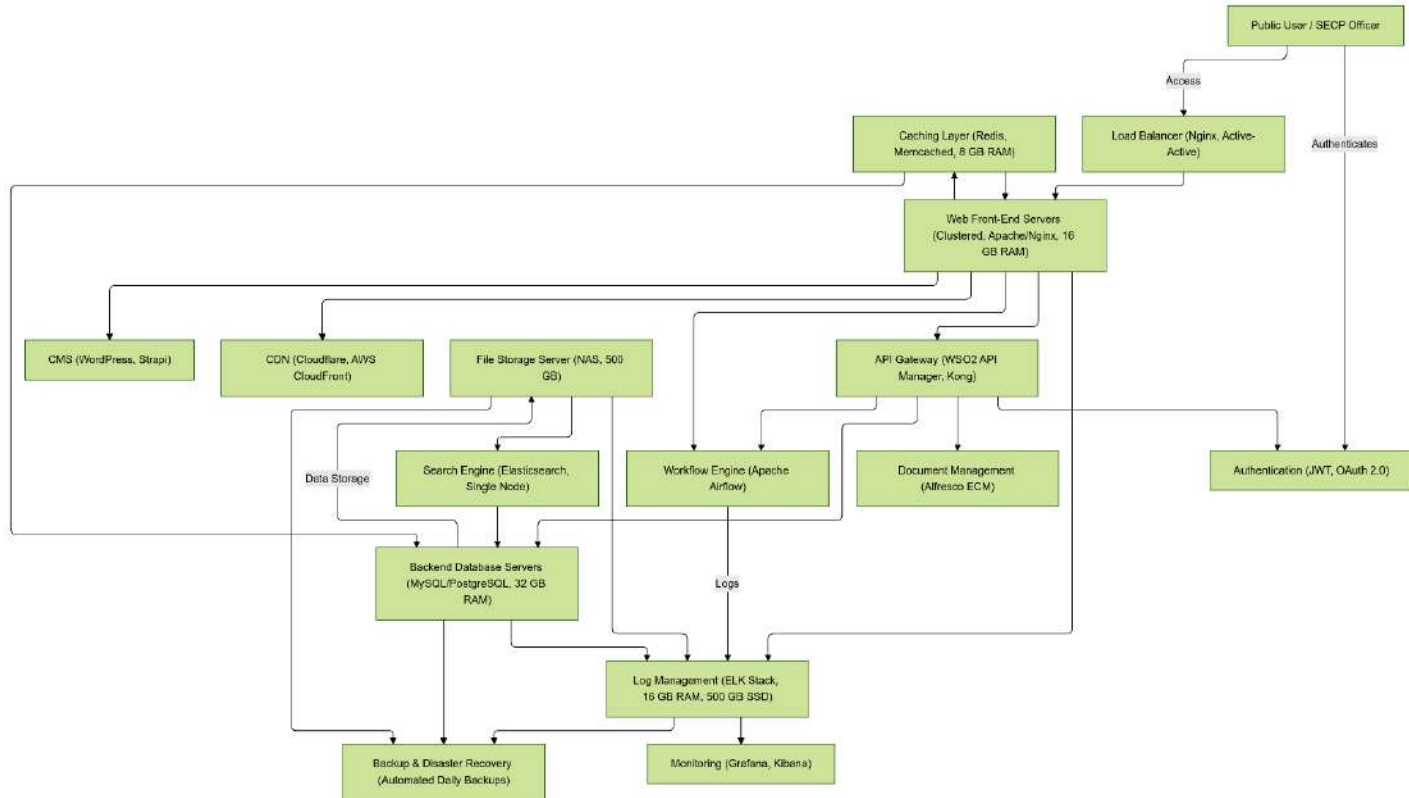 Public User / SECP Officer
Access
Caching Layer (Redis,
Memcached, 8 GB RAM)
Load Balancer (Nginx, Active-
Active)
Authenticates
Web Front-End Servers
(Clustered, Apache/Nginx, 16
GB RAM)
CMS (WordPress, Strapi)
CDN (Cloudflare, AWS
CloudFront)
File Storage Server (NAS, 500
GB)
API Gateway (WSO2 API
Manager, Kong)
Data Storage
Search Engine (Elasticsearch,
Single Node)
Workflow Engine (Apache
Airflow)
Document Management
(Alfresco ECM)
Authentication (JWT, OAuth 2.0)
Backend Database Servers
(MySQL/PostgreSQL, 32 GB
RAM)
Logs
Log Management (ELK Stack,
16 GB RAM, 500 GB SSD)
Backup & Disaster Recovery
(Automated Daily Backups)
Monitoring (Grafana, Kibana)